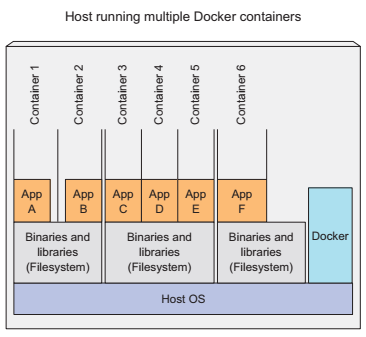 Host running multiple Docker containers
Container 1
Container 2
Container 3
Container 4
Container 5
Container 6
App
A
App
B
App
C
App
D
App
E
App
F
Binaries and
libraries
(Filesystem)
Binaries and
libraries
(Filesystem)
Binaries and
libraries
(Filesystem)
Docker
Host OS